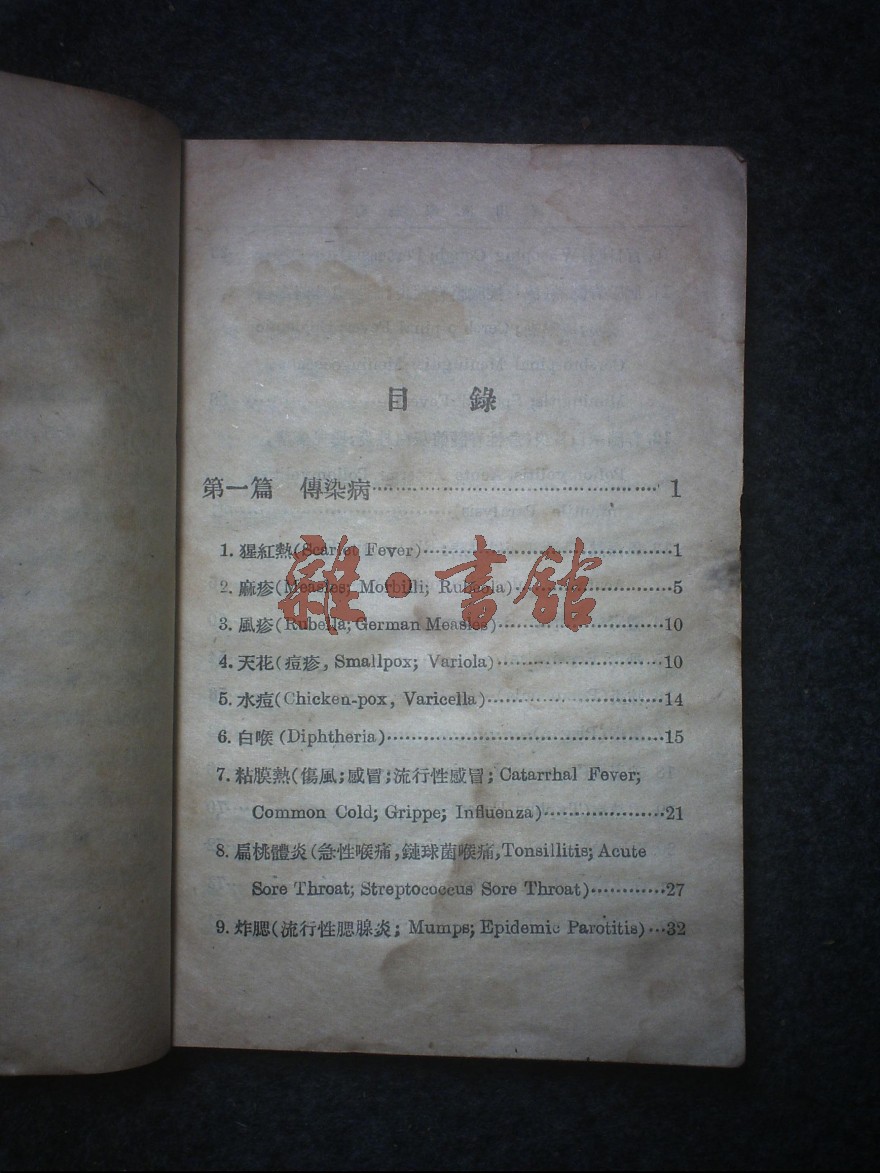 目 錄
第一篇 傳染病 1
1. 猩紅熱(Scarlet Fever) 1
2. 麻疹(Measles; Morbilli; Rubeola) 5
3. 風疹(Rubella; German Measles) 10
4. 天花(痘疹, Smallpox; Variola) 10
5. 水痘(Chicken-pox, Varicella) 14
6. 白喉 (Diphtheria) 15
7. 粘膜熱(傷風;感冒;流行性感冒; Catarrhal Fever;
Common Cold; Grippe; Influenza) 21
8. 扁桃體炎(急性喉痛,鏈球菌喉痛,Tonsillitis; Acute
Sore Throat; Streptococcus Sore Throat) 27
9. 炸腮(流行性腮腺炎; Mumps; Epidemic Parotitis) 32
雜·書館